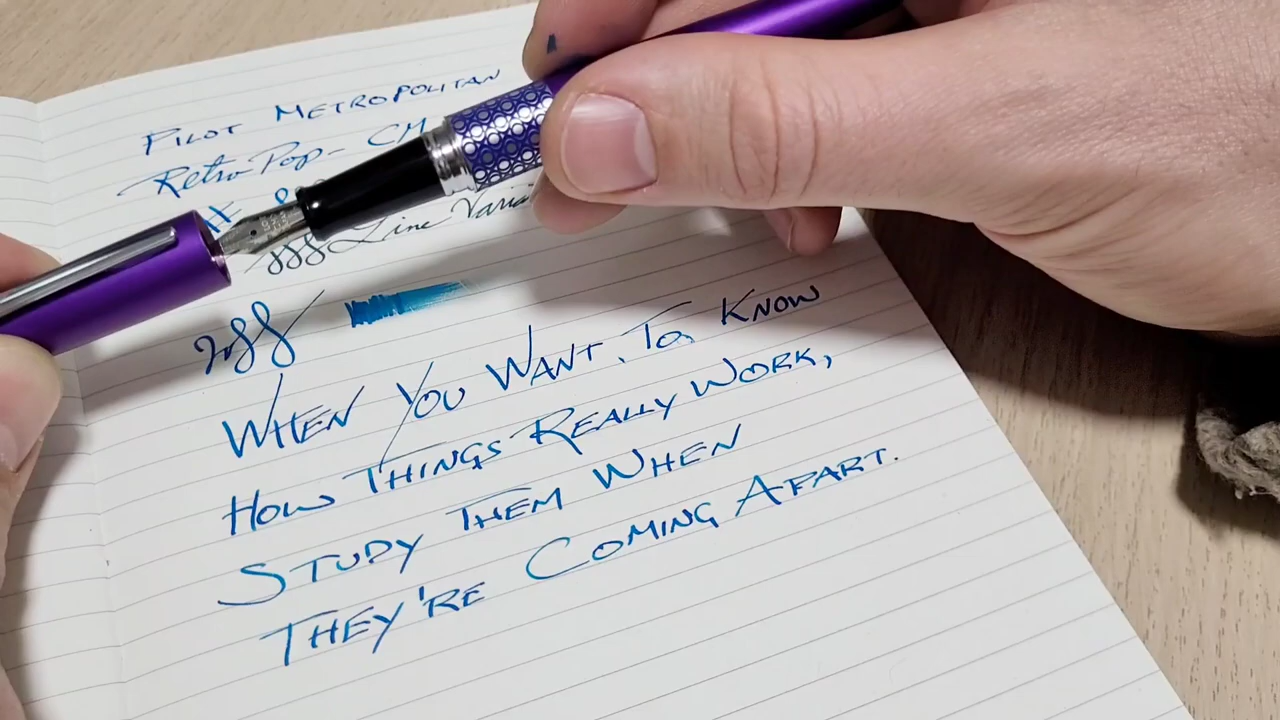 PILOT METROPOLITAN
Retro Pop - CM
Line
WHEN YOU WANT TO KNOW
HOW THINGS REALLY WORK,
STUDY THEM WHEN
THEY'RE COMING APART.